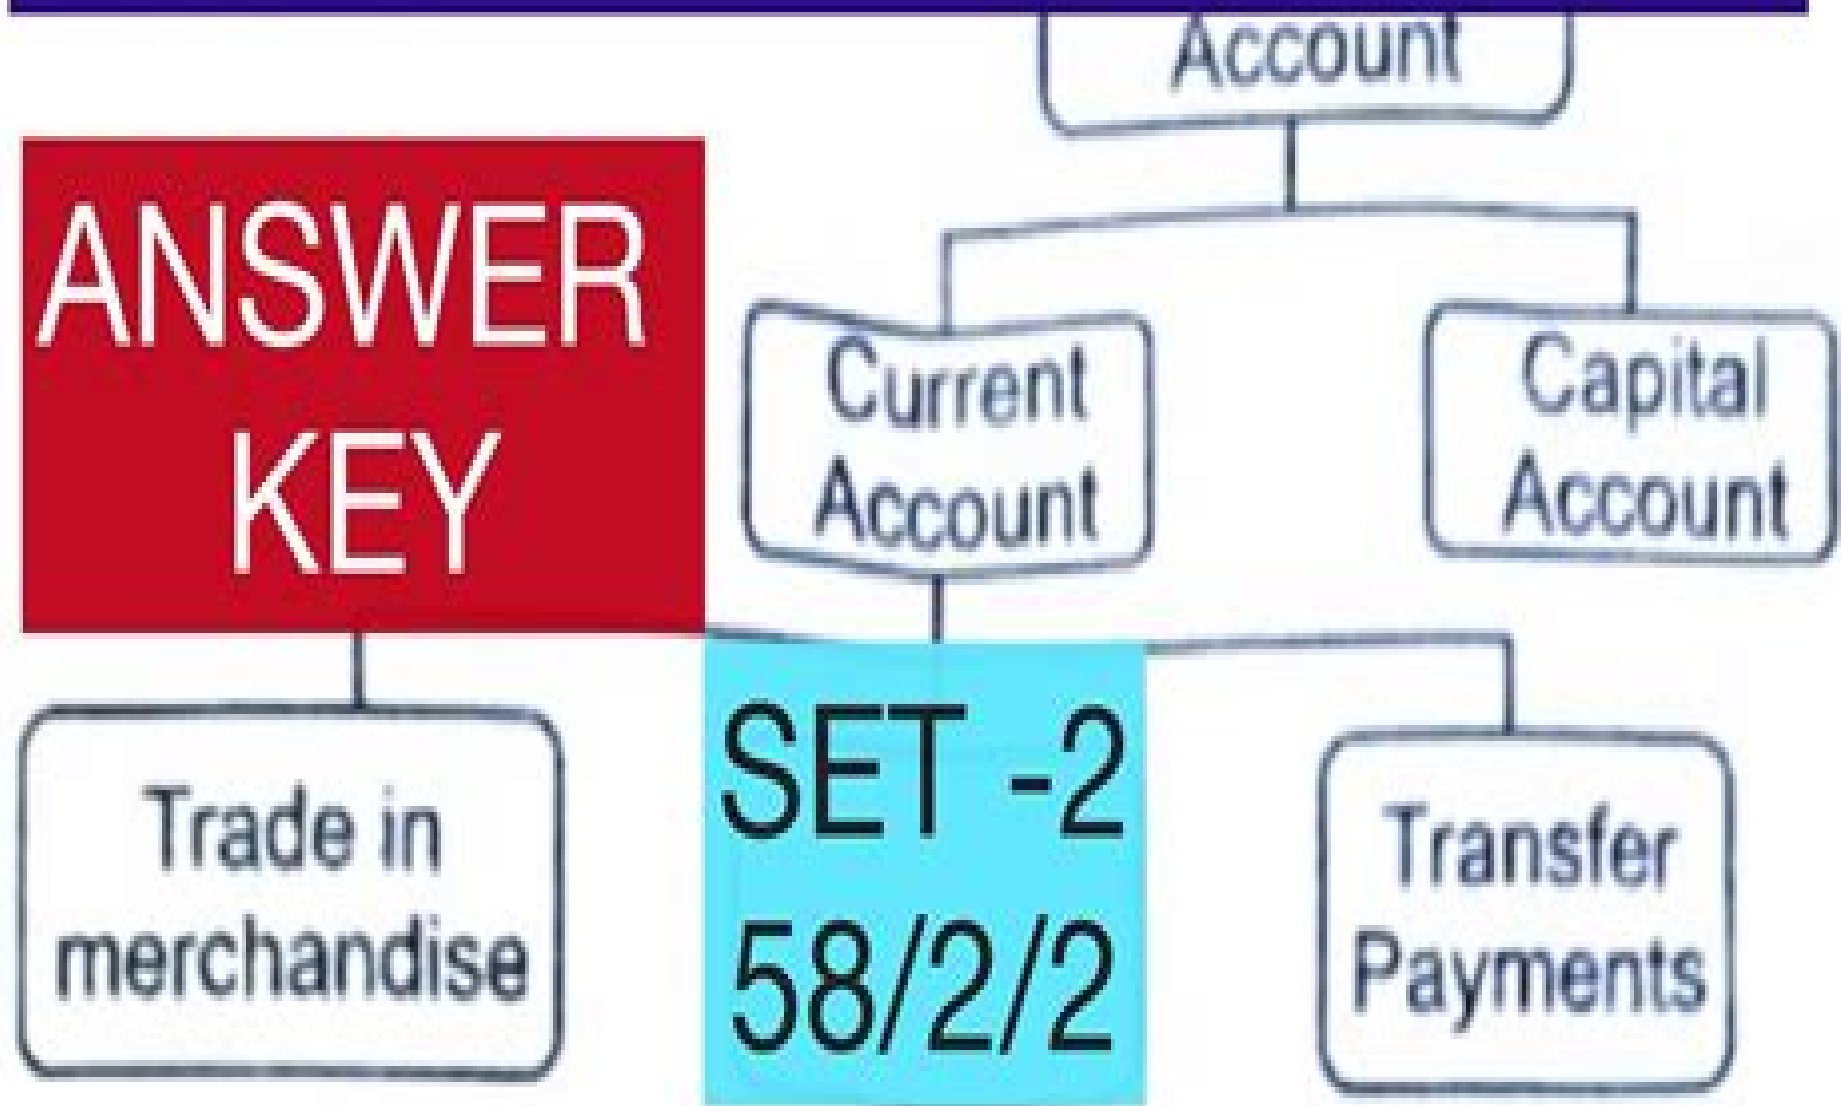 Account
ANSWER
KEY
Current
Account
Capital
Account
SET -2
58/2/2
Trade in
merchandise
Transfer
Payments